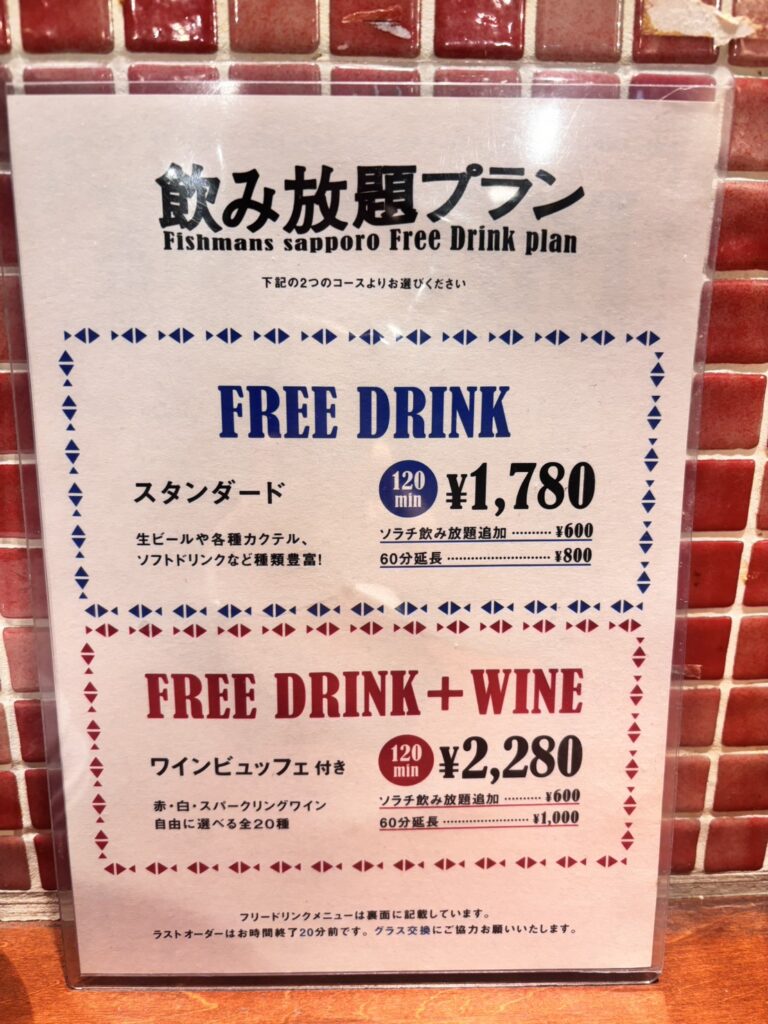 飲み放題プラン
Fishmans sapporo Free Drink plan
下記の2つのコースよりお選びください
FREE DRINK
スタンダード
120 min ¥1,780
生ビールや各種カクテル、
ソフトドリンクなど種類豊富!
ソラチ飲み放題追加 ·········· ¥600
60分延長 ························· ¥800
FREE DRINK+WINE
ワインビュッフェ 付き
120 min ¥2,280
赤・白・スパークリングワイン
自由に選べる全20種
ソラチ飲み放題追加 ·········· ¥600
60分延長 ······················ ¥1,000
フリードリンクメニューは裏面に記載しています。
ラストオーダーはお時間終了20分前です。グラス交換にご協力お願いいたします。